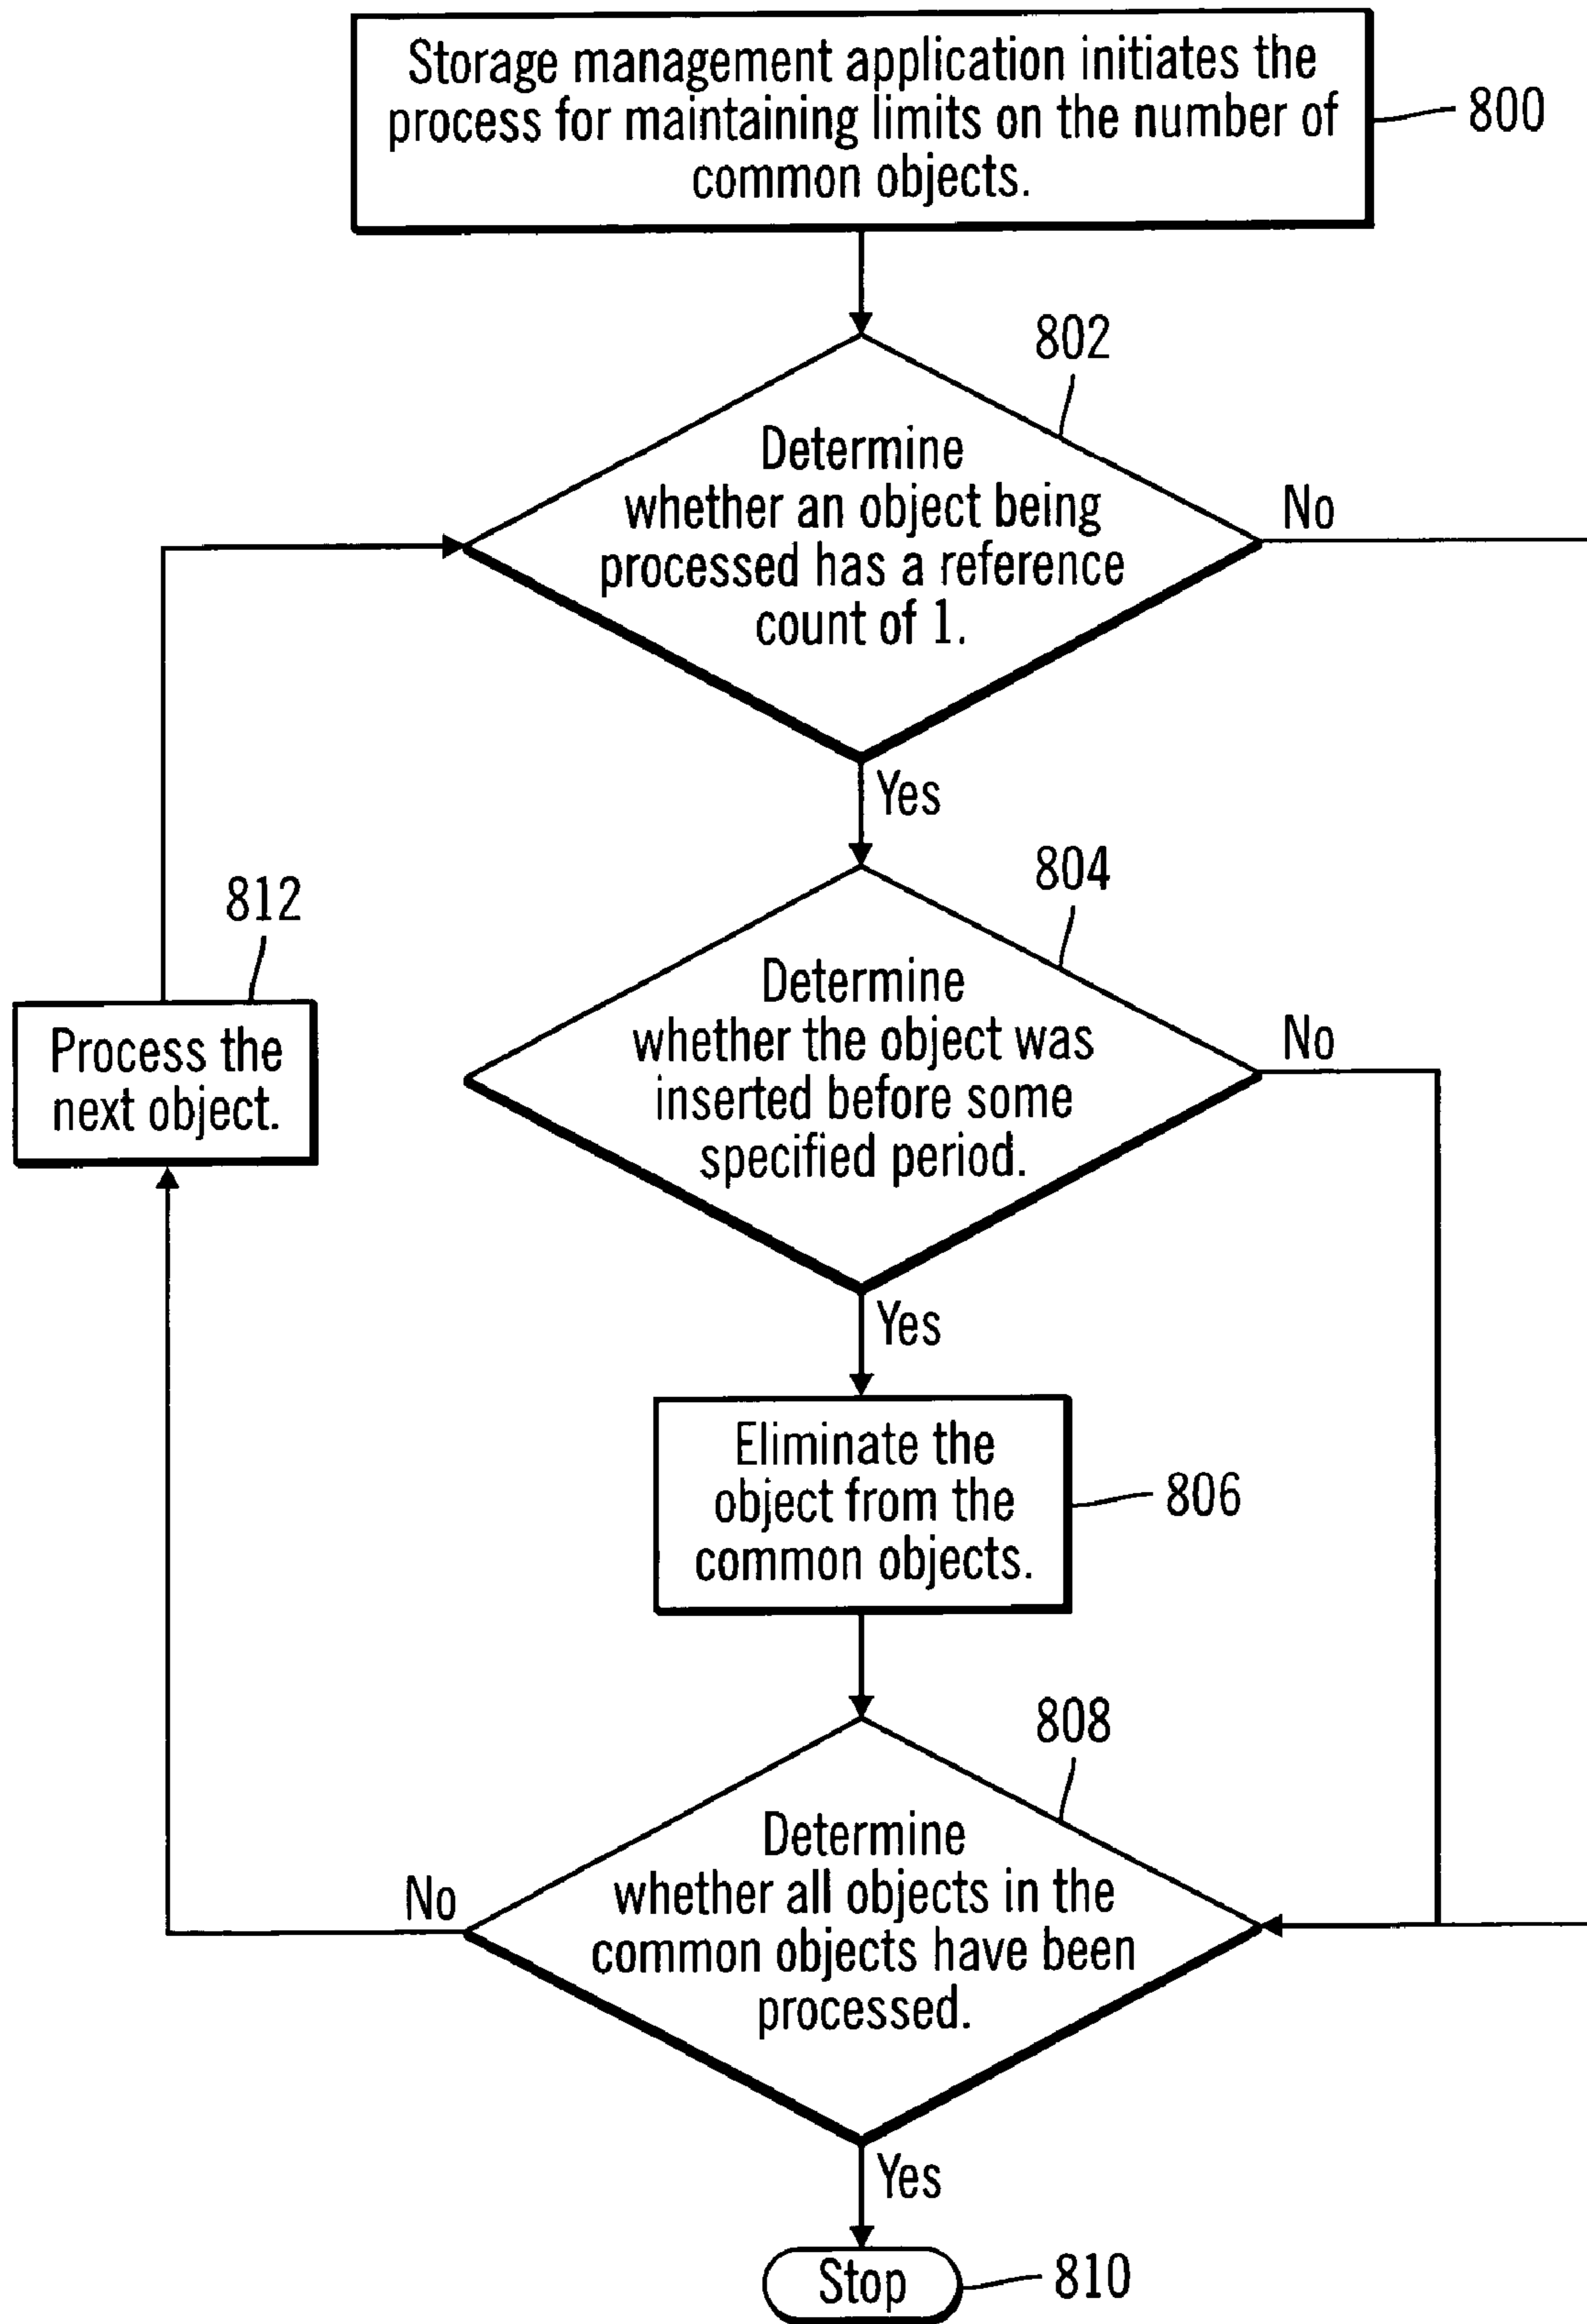 Storage management application initiates the
process for maintaining limits on the number of
common objects.
800
802
Determine
whether an object being
processed has a reference
count of 1.
No
Yes
804
812
Determine
whether the object was
inserted before some
specified period.
No
Process the
next object.
Yes
Eliminate the
object from the
common objects.
806
808
Determine
whether all objects in the
common objects have been
processed.
No
Yes
Stop
810